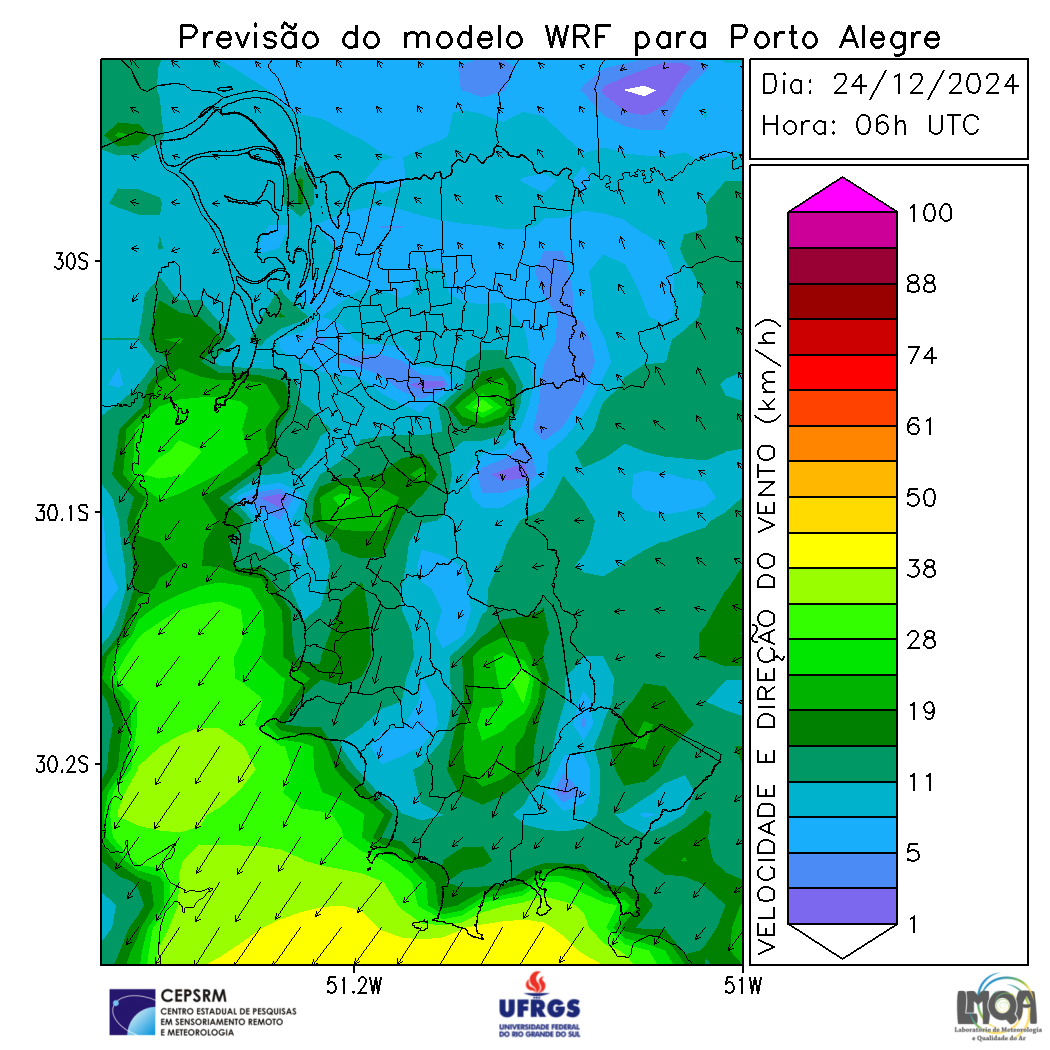 Previsão do modelo WRF para Porto Alegre
Dia: 24/12/2024
Hora: 06h UTC
30S
30.1S
30.2S
51.2W
51W
VELOCIDADE E DIREÇÃO DO VENTO (km/h)
100
88
74
61
50
38
28
19
11
5
1
CEPSRM
CENTRO ESTADUAL DE PESQUISAS
EM SENSORIAMENTO REMOTO
E METEOROLOGIA
UFRGS
UNIVERSIDADE FEDERAL
DO RIO GRANDE DO SUL
LMQA
Laboratório de Meteorologia
e Qualidade do Ar